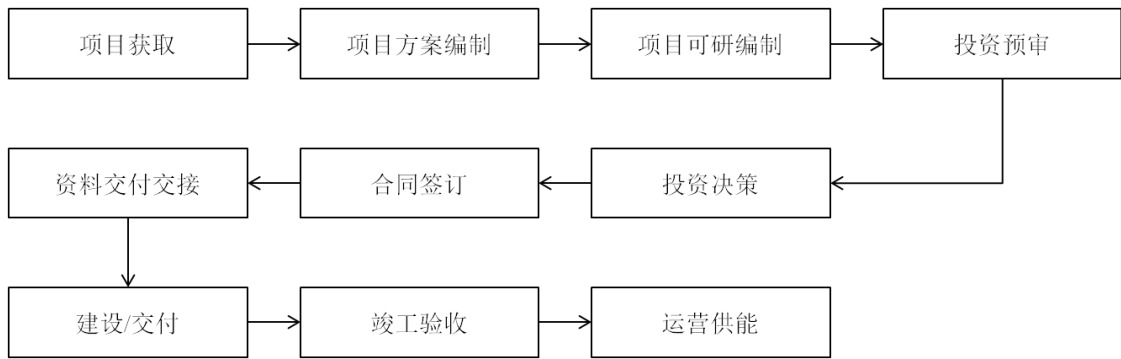 项目获取
项目方案编制
项目可研编制
投资预审
投资决策
合同签订
资料交付交接
建设/交付
竣工验收
运营供能